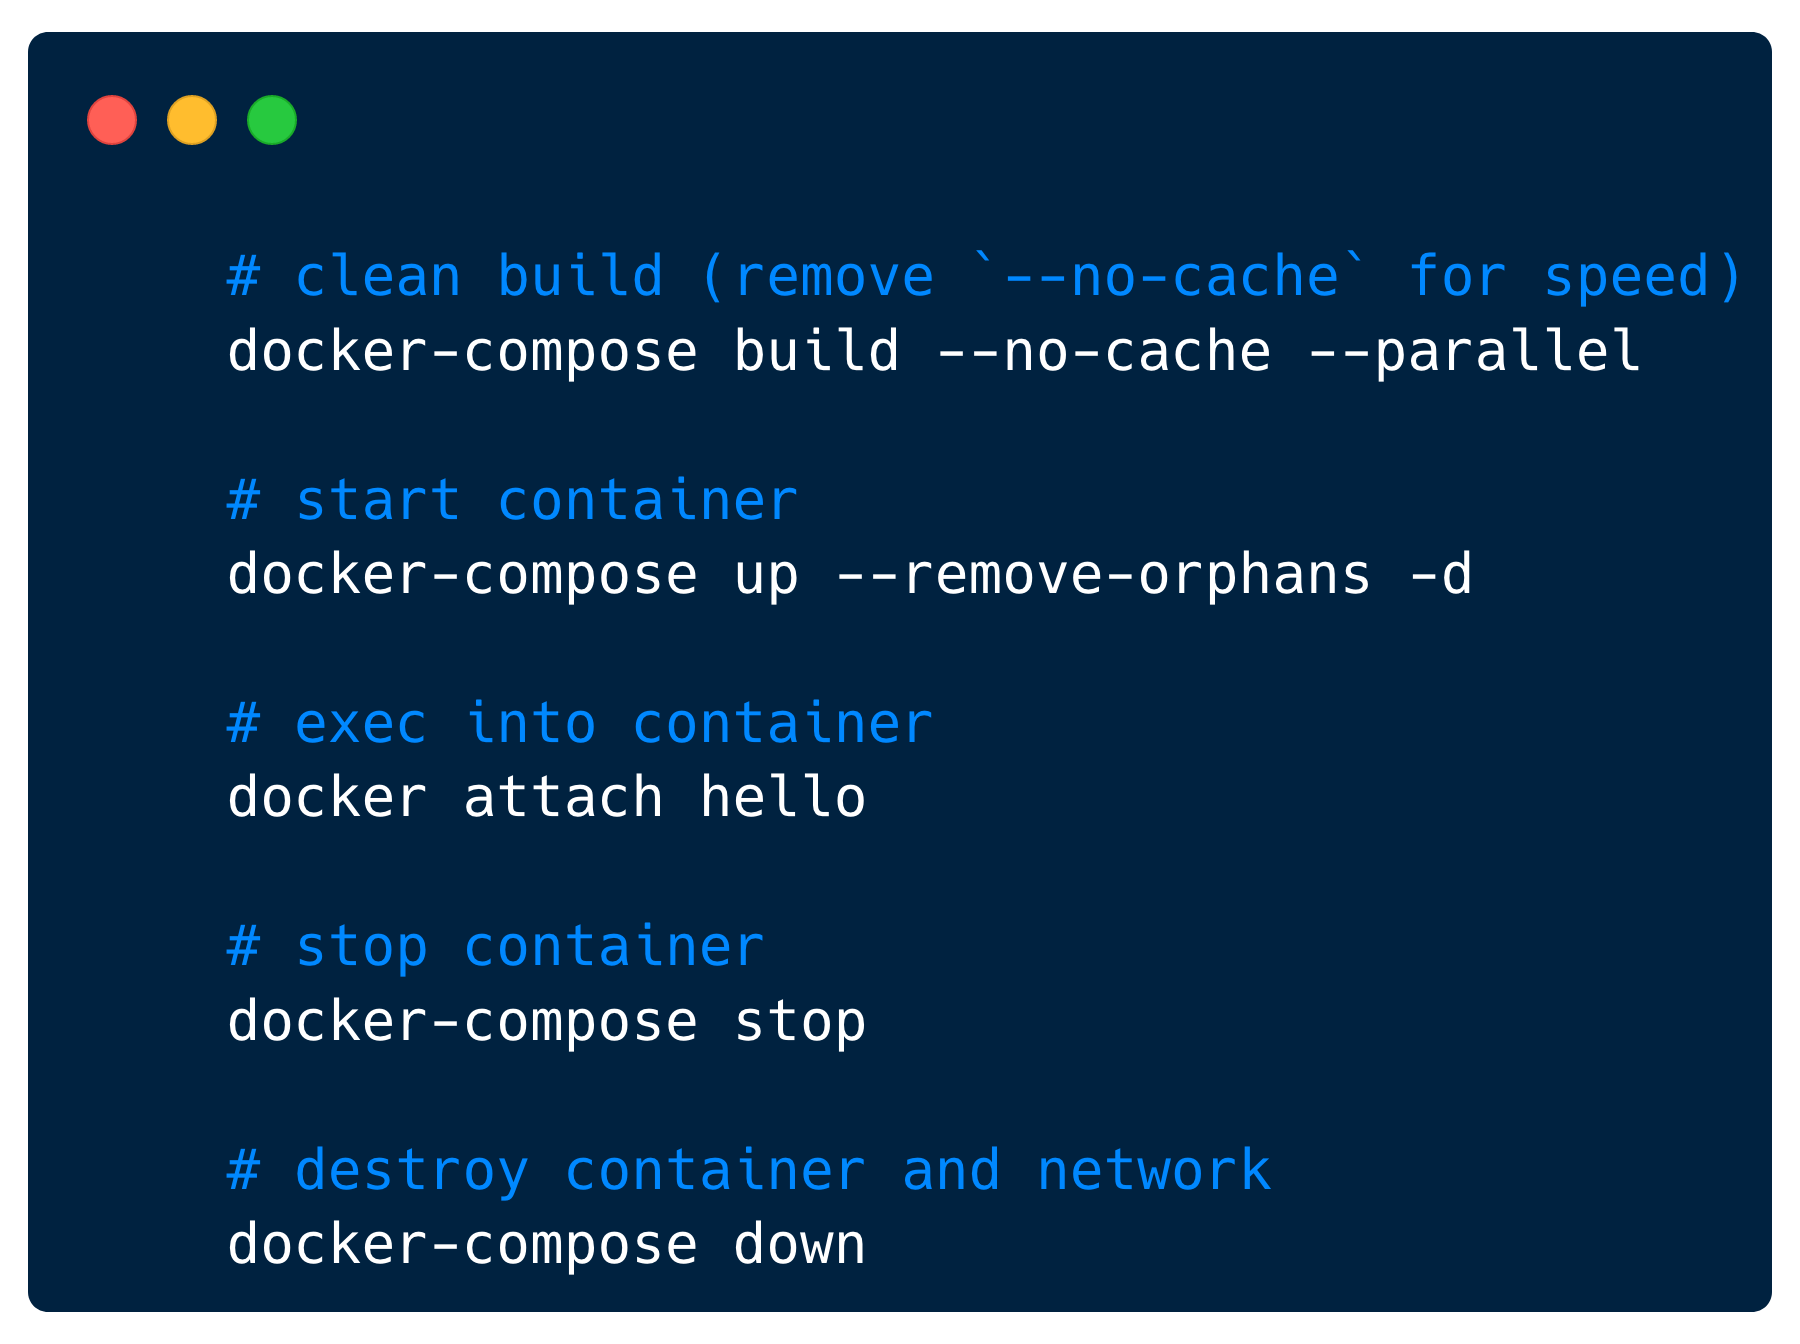 # clean build (remove `--no-cache` for speed)
docker-compose build --no-cache --parallel
# start container
docker-compose up --remove-orphans -d
# exec into container
docker attach hello
# stop container
docker-compose stop
# destroy container and network
docker-compose down